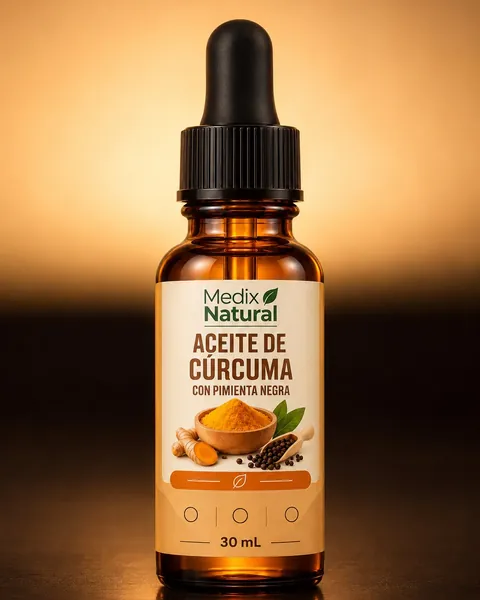 Medix
Natural
ACEITE DE
CÚRCUMA
CON PIMIENTA NEGRA
30 mL